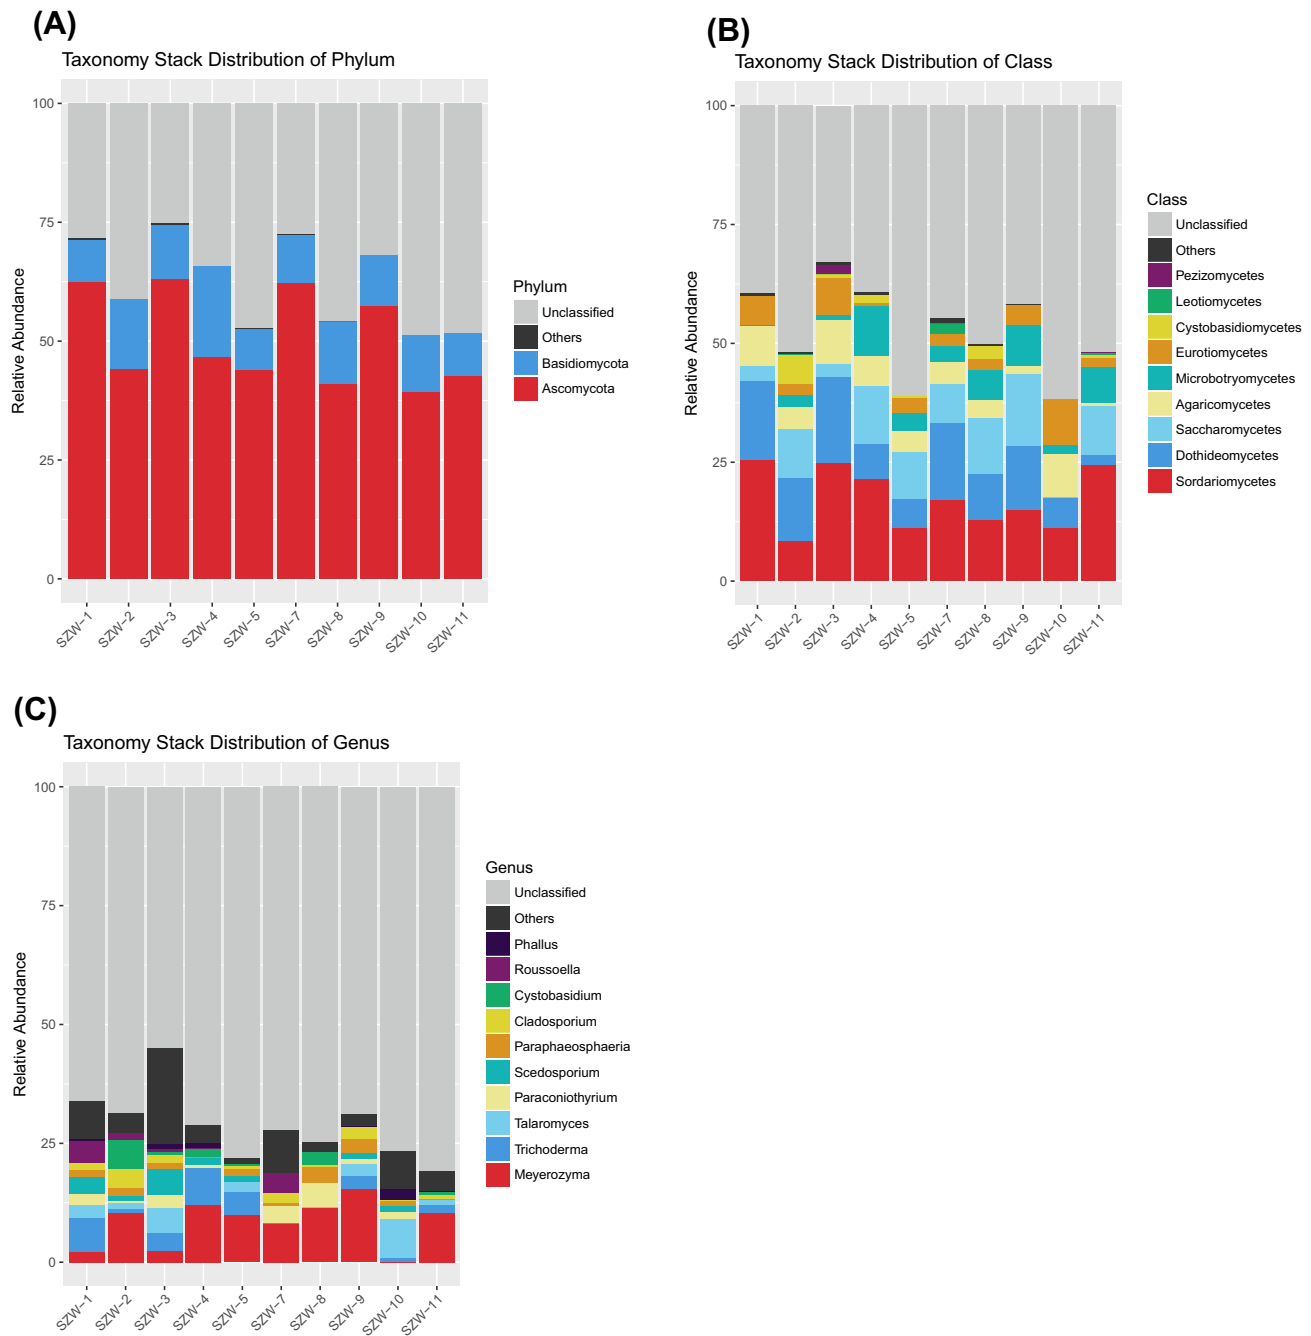 (A)
Taxonomy Stack Distribution of Phylum
Relative Abundance
100
75
50
25
0
SZW-1
SZW-2
SZW-3
SZW-4
SZW-5
SZW-7
SZW-8
SZW-9
SZW-10
SZW-11
Phylum
Unclassified
Others
Basidiomycota
Ascomycota
(B)
Taxonomy Stack Distribution of Class
Relative Abundance
100
75
50
25
0
SZW-1
SZW-2
SZW-3
SZW-4
SZW-5
SZW-7
SZW-8
SZW-9
SZW-10
SZW-11
Class
Unclassified
Others
Pezizomycetes
Leotiomycetes
Cystobasidiomycetes
Eurotiomycetes
Microbotryomycetes
Agaricomycetes
Saccharomycetes
Dothideomycetes
Sordariomycetes
(C)
Taxonomy Stack Distribution of Genus
Relative Abundance
100
75
50
25
0
SZW-1
SZW-2
SZW-3
SZW-4
SZW-5
SZW-7
SZW-8
SZW-9
SZW-10
SZW-11
Genus
Unclassified
Others
Phallus
Roussoella
Cystobasidium
Cladosporium
Paraphaeosphaeria
Scedosporium
Paraconiothyrium
Talaromyces
Trichoderma
Meyerozyma